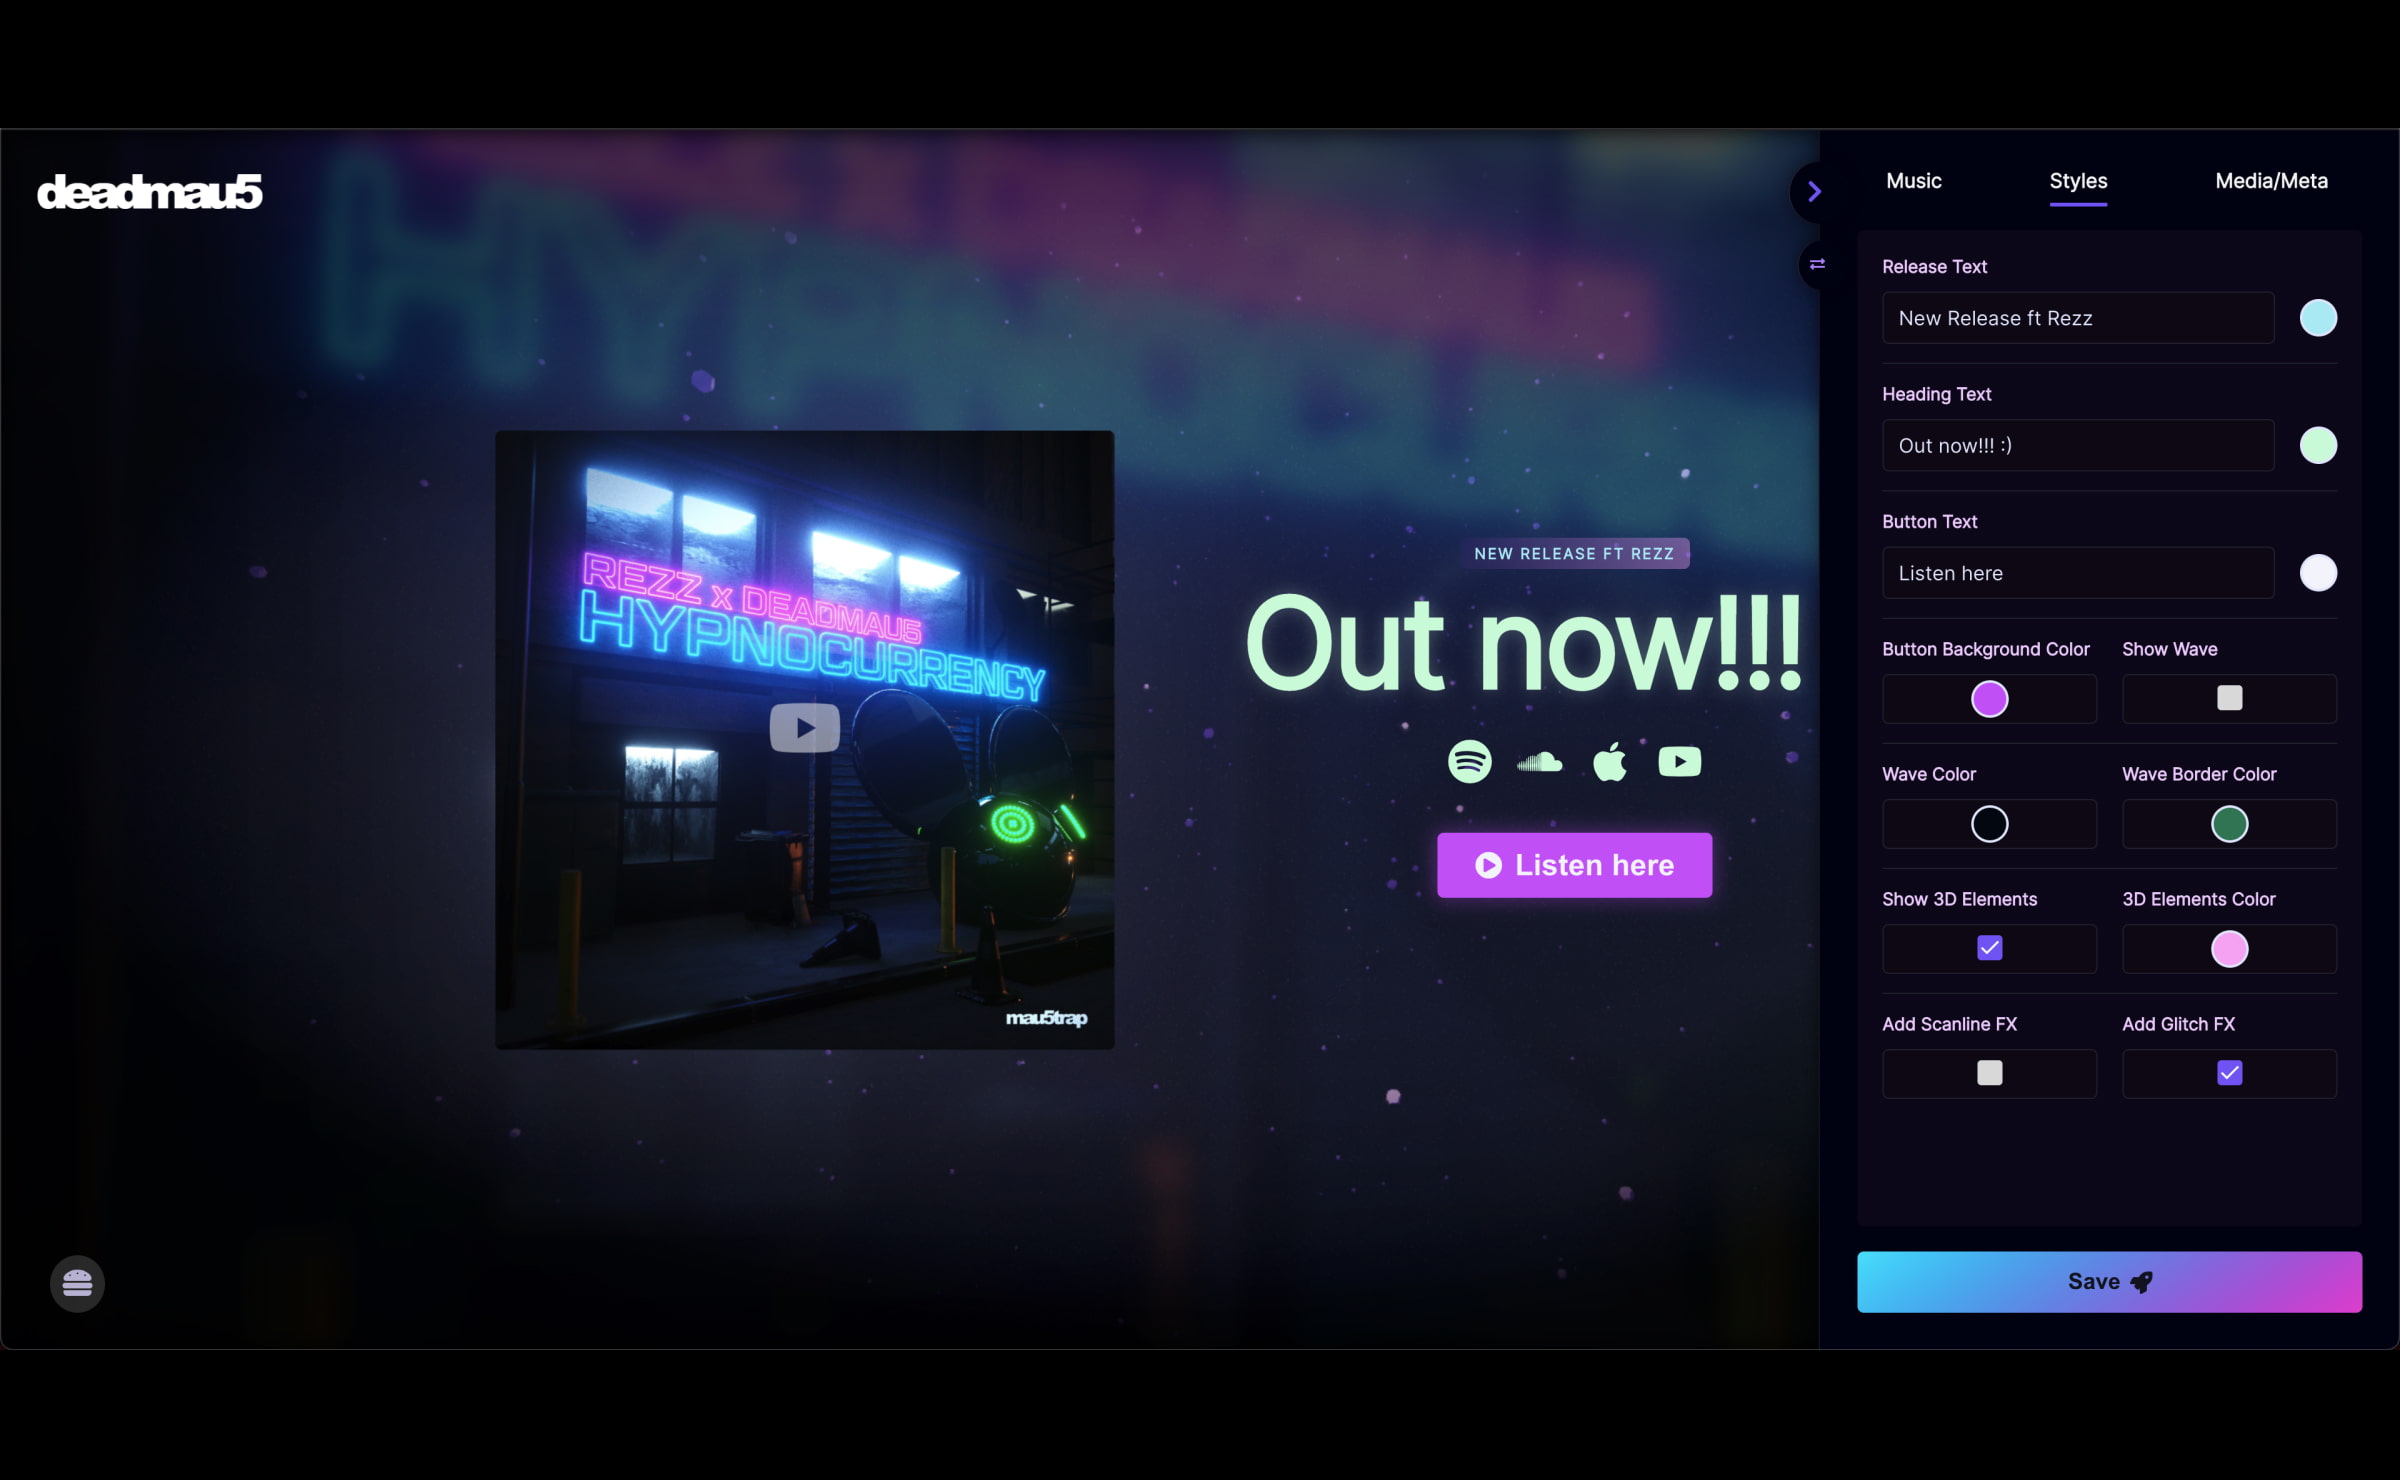 deadmau5
REZZ x DEADMAU5
HYPNOCURRENCY
mau5trap
NEW RELEASE FT REZZ
Out now!!!
Listen here
Music
Styles
Media/Meta
Release Text
New Release ft Rezz
Heading Text
Out now!!! :)
Button Text
Listen here
Button Background Color
Show Wave
Wave Color
Wave Border Color
Show 3D Elements
3D Elements Color
Add Scanline FX
Add Glitch FX
Save